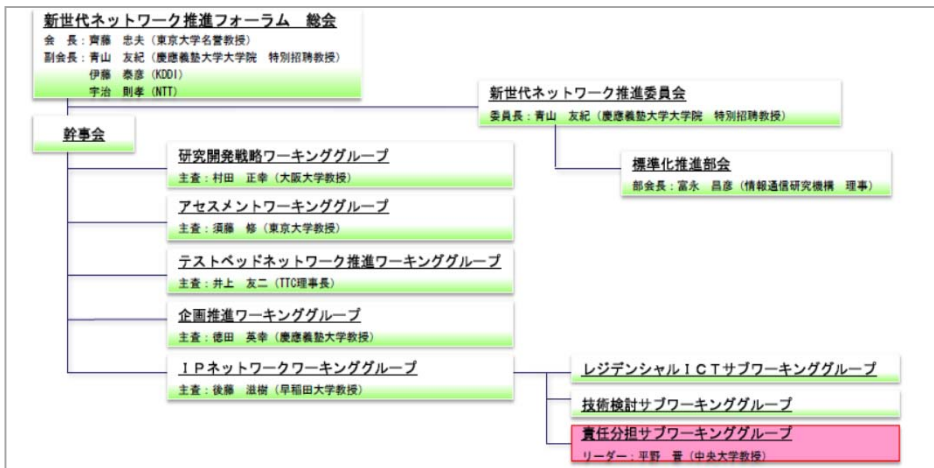 新世代ネットワーク推進フォーラム 総会
会 長:齊藤 忠夫(東京大学名誉教授)
副会長:青山 友紀(慶應義塾大学大学院 特別招聘教授)
伊藤 泰彦(KDDI)
宇治 則孝(NTT)
新世代ネットワーク推進委員会
委員長:青山 友紀(慶應義塾大学大学院 特別招聘教授)
標準化推進部会
部会長:富永 昌彦(情報通信研究機構 理事)
幹事会
研究開発戦略ワーキンググループ
主査:村田 正幸(大阪大学教授)
アセスメントワーキンググループ
主査:須藤 修(東京大学教授)
テストベッドネットワーク推進ワーキンググループ
主査:井上 友二(TTC理事長)
企画推進ワーキンググループ
主査:徳田 英幸(慶應義塾大学教授)
IPネットワークワーキンググループ
主査:後藤 滋樹(早稲田大学教授)
レジデンシャルICTサブワーキンググループ
技術検討サブワーキンググループ
責任分担サブワーキンググループ
リーダー:平野 晋(中央大学教授)